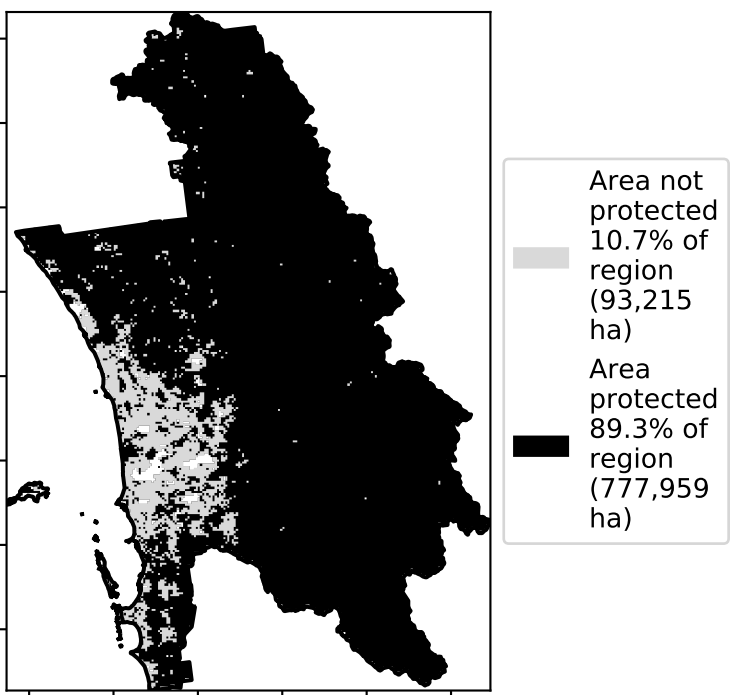 Area not
protected
10.7% of
region
(93,215
ha)
Area
protected
89.3% of
region
(777,959
ha)